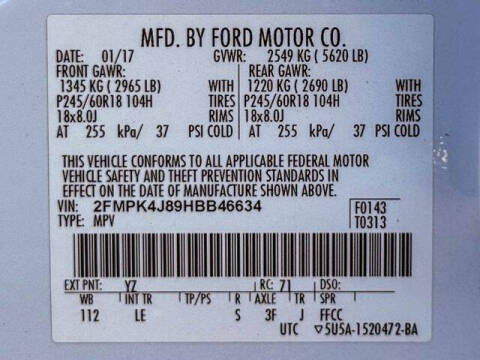 MFD. BY FORD MOTOR CO.
DATE: 01/17 GVWR: 2549 KG ( 5620 LB)
FRONT GAWR: REAR GAWR:
1345 KG ( 2965 LB) WITH 1220 KG ( 2690 LB) WITH
P245/60R18 104H TIRES P245/60R18 104H TIRES
18x8.0J RIMS 18x8.0J RIMS
AT 255 kPa/ 37 PSI COLD AT 255 kPa/ 37 PSI COLD
THIS VEHICLE CONFORMS TO ALL APPLICABLE FEDERAL MOTOR
VEHICLE SAFETY AND THEFT PREVENTION STANDARDS IN
EFFECT ON THE DATE OF MANUFACTURE SHOWN ABOVE.
VIN: 2FMPK4J89HBB46634 F0143
TYPE: MPV T0313
EXT PNT: YZ RC: 71 DSO:
WB INT TR TP/PS R AXLE TR SPR
112 LE S 3F J FFCC
UTC ▽5U5A-1520472-BA